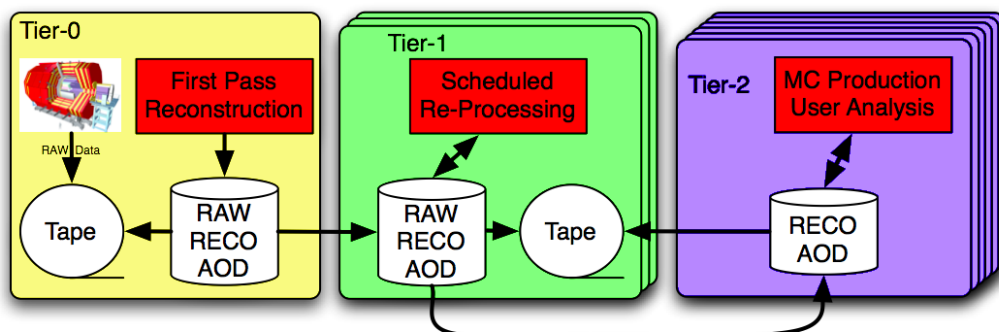 Tier-0
First Pass
Reconstruction
RAW Data
Tape
RAW
RECO
AOD
Tier-1
Scheduled
Re-Processing
RAW
RECO
AOD
Tape
Tier-2
MC Production
User Analysis
RECO
AOD